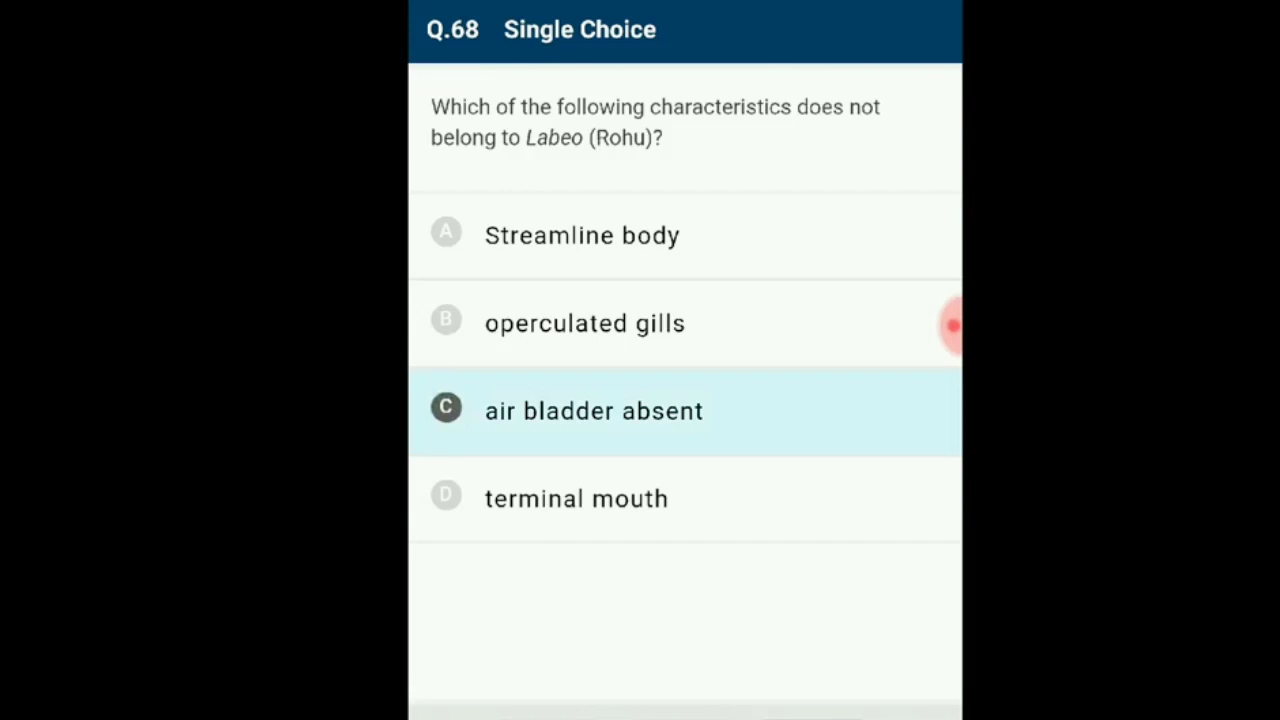 Q.68 Single Choice
Which of the following characteristics does not
belong to Labeo (Rohu)?
A Streamline body
B operculated gills
C air bladder absent
D terminal mouth